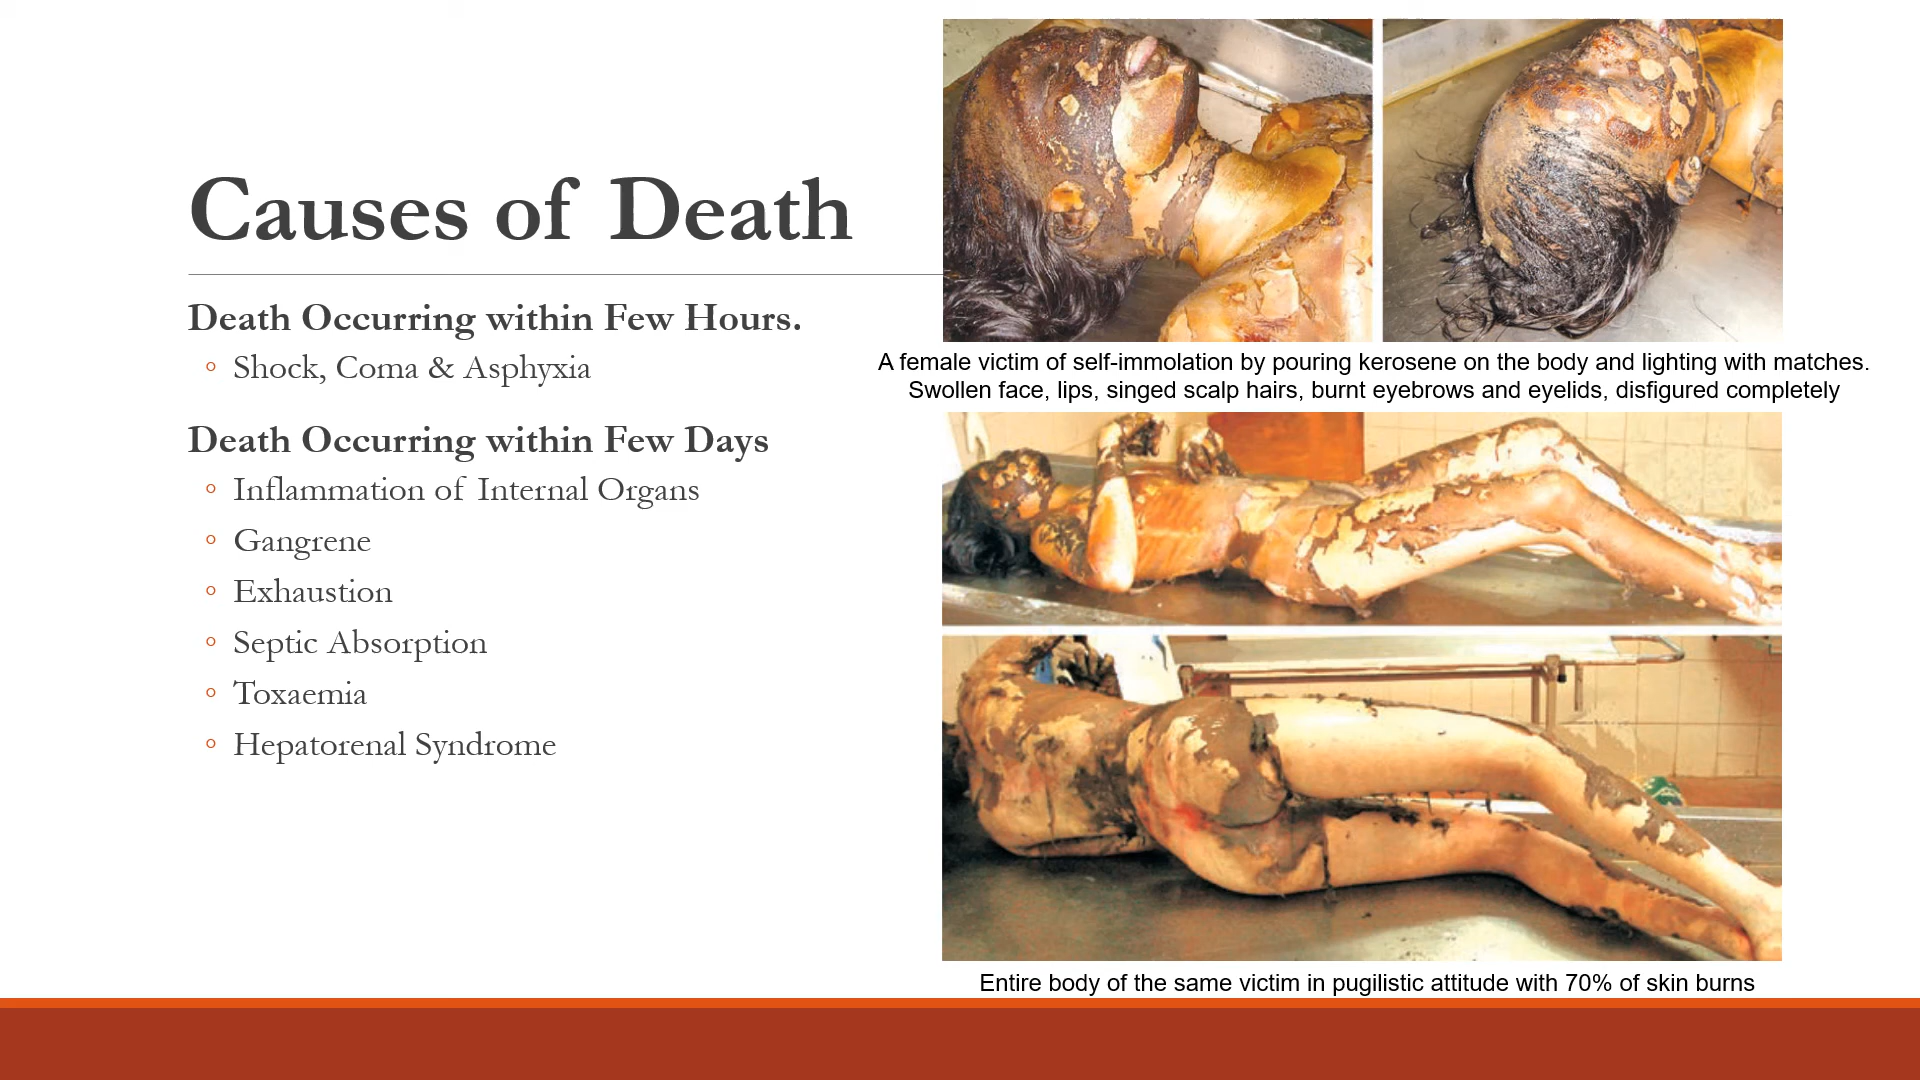 Causes of Death
Death Occurring within Few Hours.
Shock, Coma & Asphyxia
Death Occurring within Few Days
Inflammation of Internal Organs
Gangrene
Exhaustion
Septic Absorption
Toxaemia
Hepatorenal Syndrome
A female victim of self-immolation by pouring kerosene on the body and lighting with matches.
Swollen face, lips, singed scalp hairs, burnt eyebrows and eyelids, disfigured completely
Entire body of the same victim in pugilistic attitude with 70% of skin burns